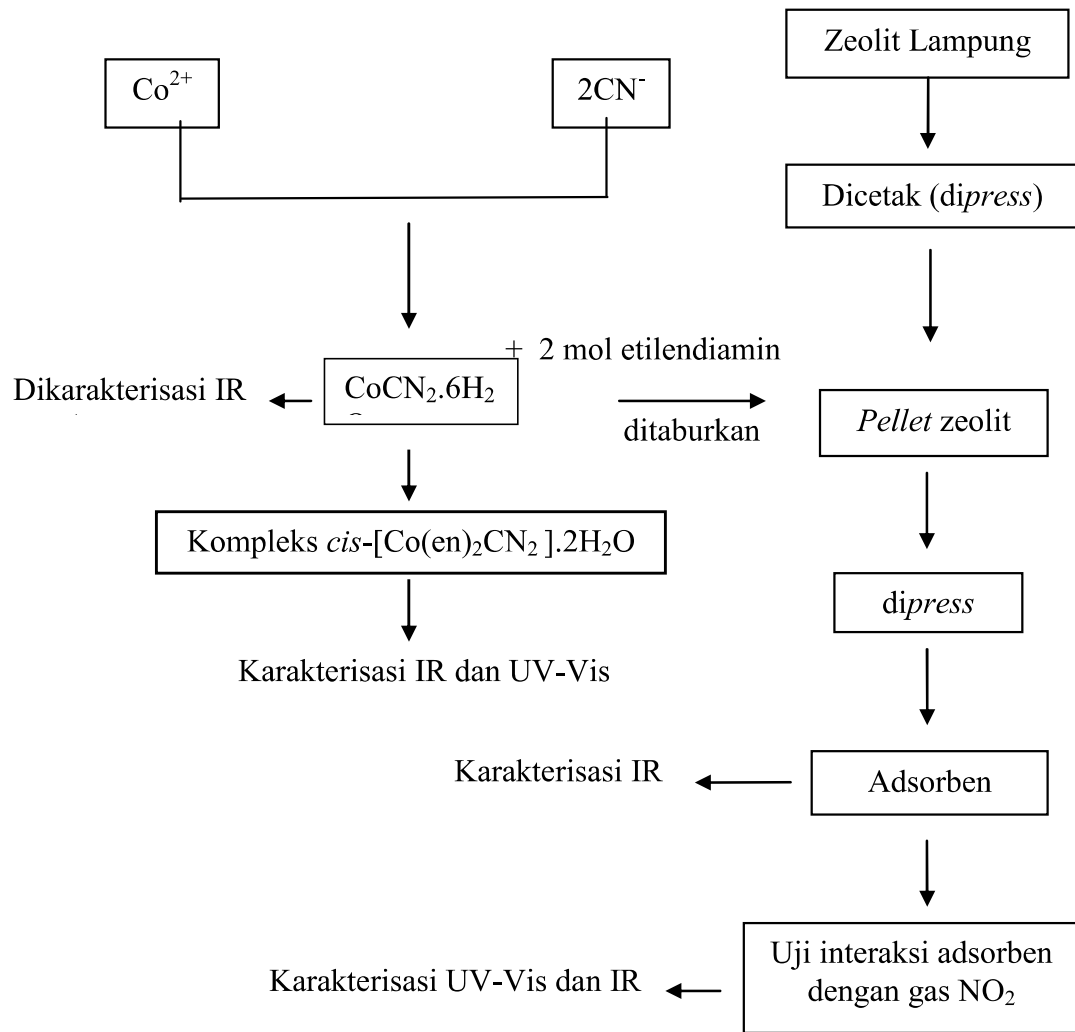 Zeolit Lampung
Co²⁺
2CN⁻
Dicetak (dipress)
+ 2 mol etilendiamin
Dikarakterisasi IR
CoCN₂.6H₂
ditaburkan
Pellet zeolit
Kompleks cis-[Co(en)₂CN₂ ].2H₂O
dipress
Karakterisasi IR dan UV-Vis
Karakterisasi IR
Adsorben
Uji interaksi adsorben
dengan gas NO₂
Karakterisasi UV-Vis dan IR